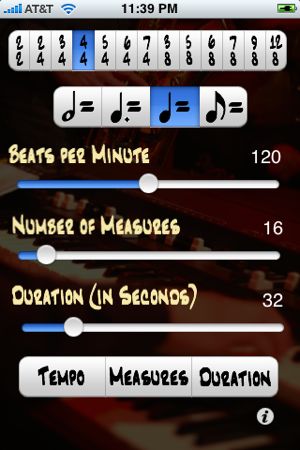 AT&T 11:39 PM
2 2 3 4 5 6 7 3 5 6 7 9 12
2 4 4 4 4 4 4 8 8 8 8 8 8
𝅗𝅥= ♩.= ♩= ♪=
Beats per Minute 120
Number of Measures 16
Duration (in Seconds) 32
Tempo Measures Duration
i